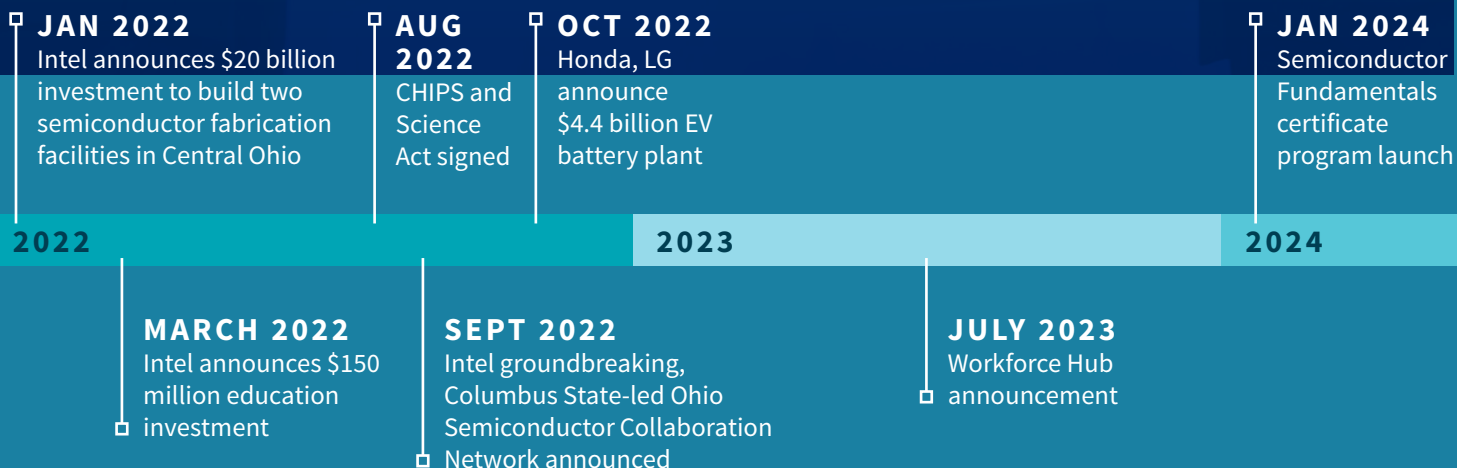 JAN 2022
Intel announces $20 billion
investment to build two
semiconductor fabrication
facilities in Central Ohio
AUG
2022
CHIPS and
Science
Act signed
OCT 2022
Honda, LG
announce
$4.4 billion EV
battery plant
JAN 2024
Semiconductor
Fundamentals
certificate
program launch
2022
2023
2024
MARCH 2022
Intel announces $150
million education
investment
SEPT 2022
Intel groundbreaking,
Columbus State-led Ohio
Semiconductor Collaboration
Network announced
JULY 2023
Workforce Hub
announcement